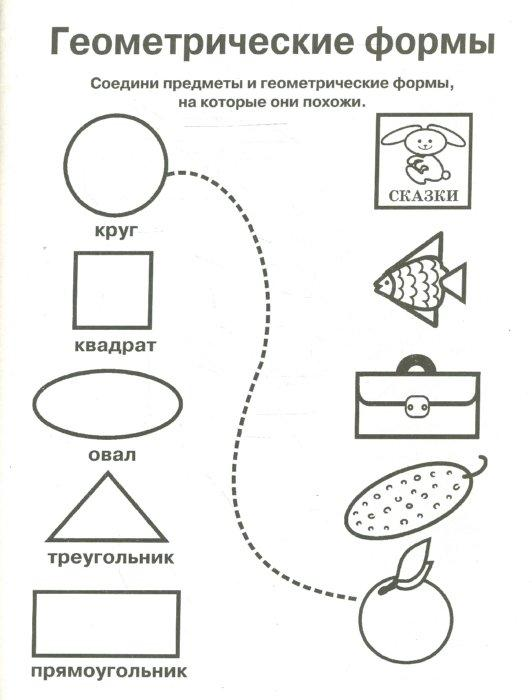 Геометрические формы
Соедини предметы и геометрические формы,
на которые они похожи.
СКАЗКИ
круг
квадрат
овал
треугольник
прямоугольник